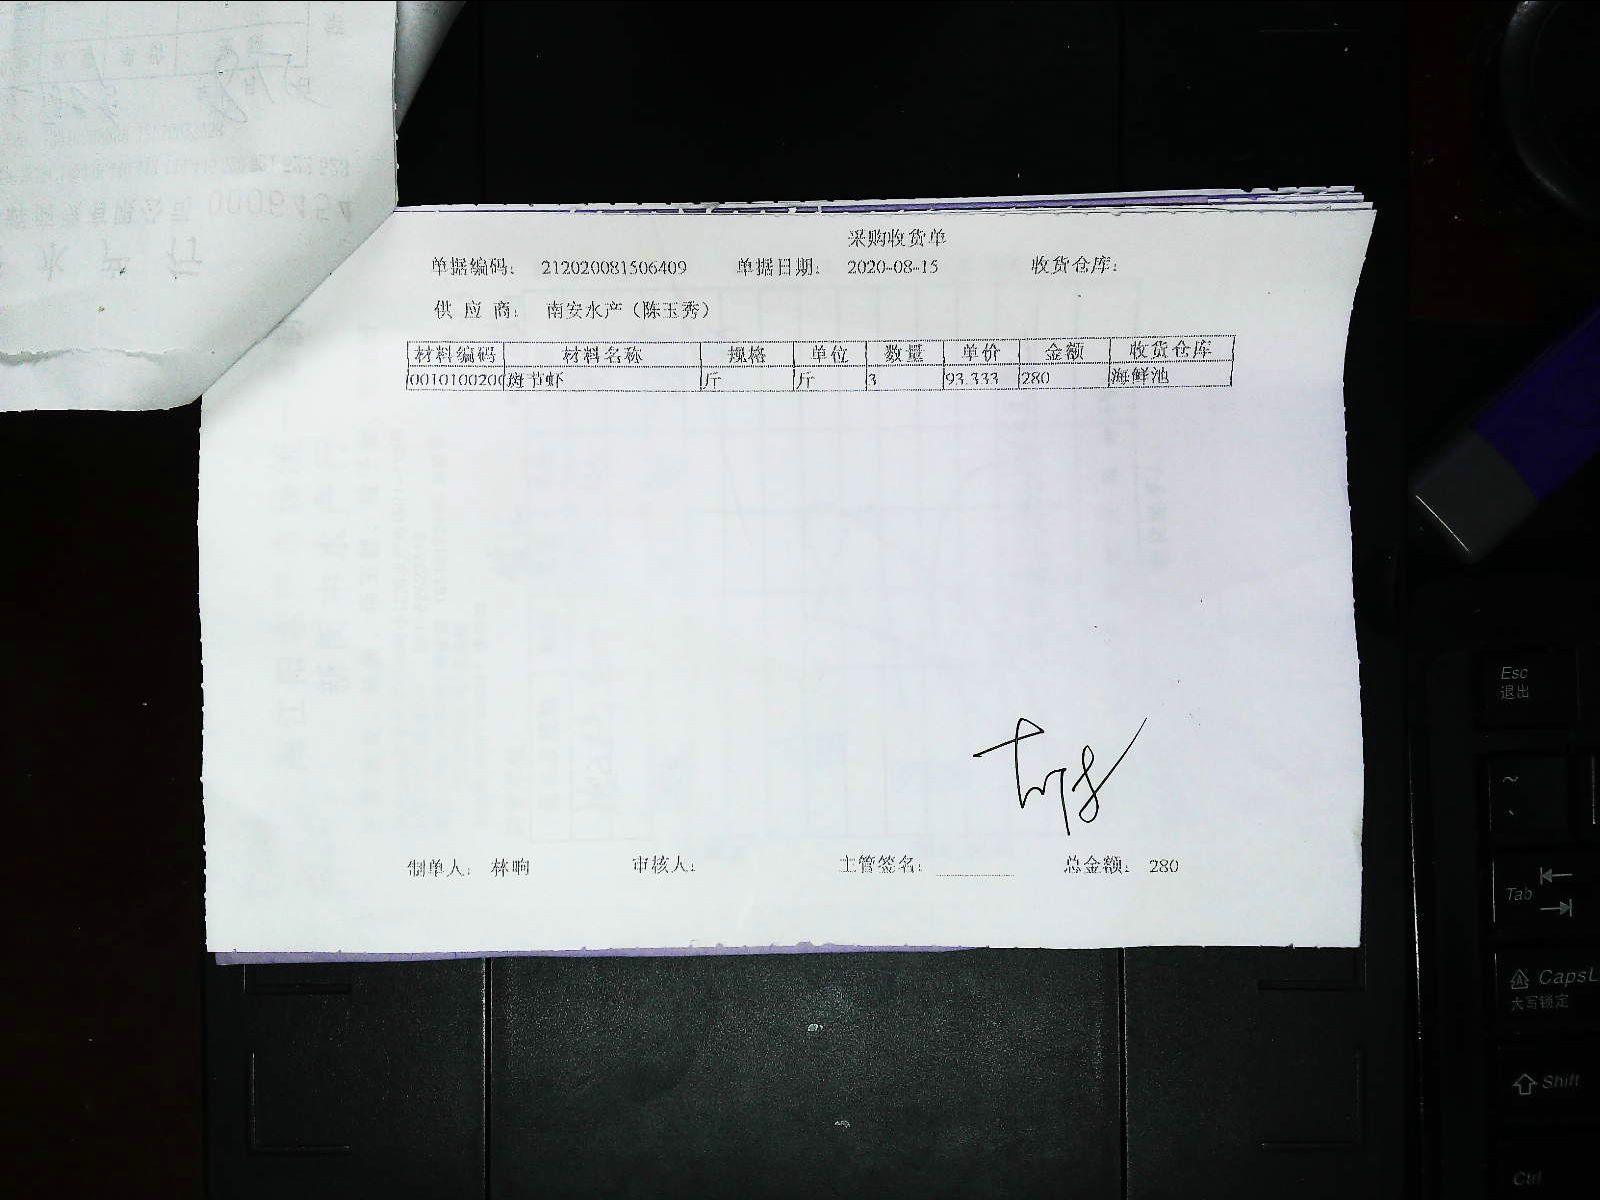 采购收货单
单据编码: 212020081506409 单据日期: 2020-08-15 收货仓库:
供 应 商: 南安水产(陈玉秀)
材料编码 材料名称 规格 单位 数量 单价 金额 收货仓库
0010100200 斑节虾 斤 斤 3 93.333 280 海鲜池
制单人: 林晌 审核人: 主管签名: 总金额: 280
Esc
退出
Tab
CapsL
大写锁定
Shift
Ctrl